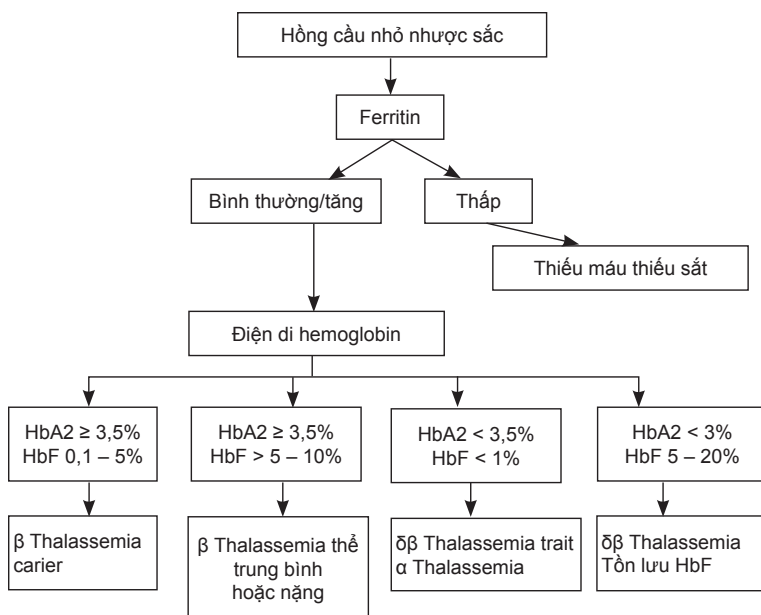 Hồng cầu nhỏ nhược sắc
Ferritin
Bình thường/tăng
Thấp
Thiếu máu thiếu sắt
Điện di hemoglobin
HbA2 ≥ 3,5%
HbF 0,1 – 5%
HbA2 ≥ 3,5%
HbF > 5 – 10%
HbA2 < 3,5%
HbF < 1%
HbA2 < 3%
HbF 5 – 20%
β Thalassemia
carier
β Thalassemia thể
trung bình
hoặc nặng
δβ Thalassemia trait
α Thalassemia
δβ Thalassemia
Tồn lưu HbF